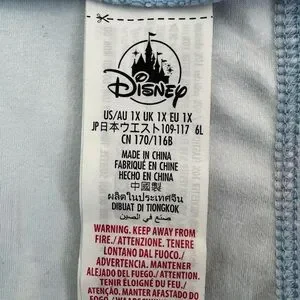 Disney
US/AU 1X UK 1X EU 1X
JP日本ウエスト109-117 6L
CN 170/116B
MADE IN CHINA
FABRIQUÉ EN CHINE
HECHO EN CHINA
中國製
ผลิตในประเทศจีน
DIBUAT DI TIONGKOK
صنع في الصين
WARNING. KEEP AWAY FROM
FIRE./ATTENZIONE. TENERE
LONTANO DAL FUOCO./
ADVERTENCIA. MANTENER
ALEJADO DEL FUEGO./ATTENTION.
TENIR ÉLOIGNÉ DU FEU./
ATENÇÃO. MANTER AFASTADO DO